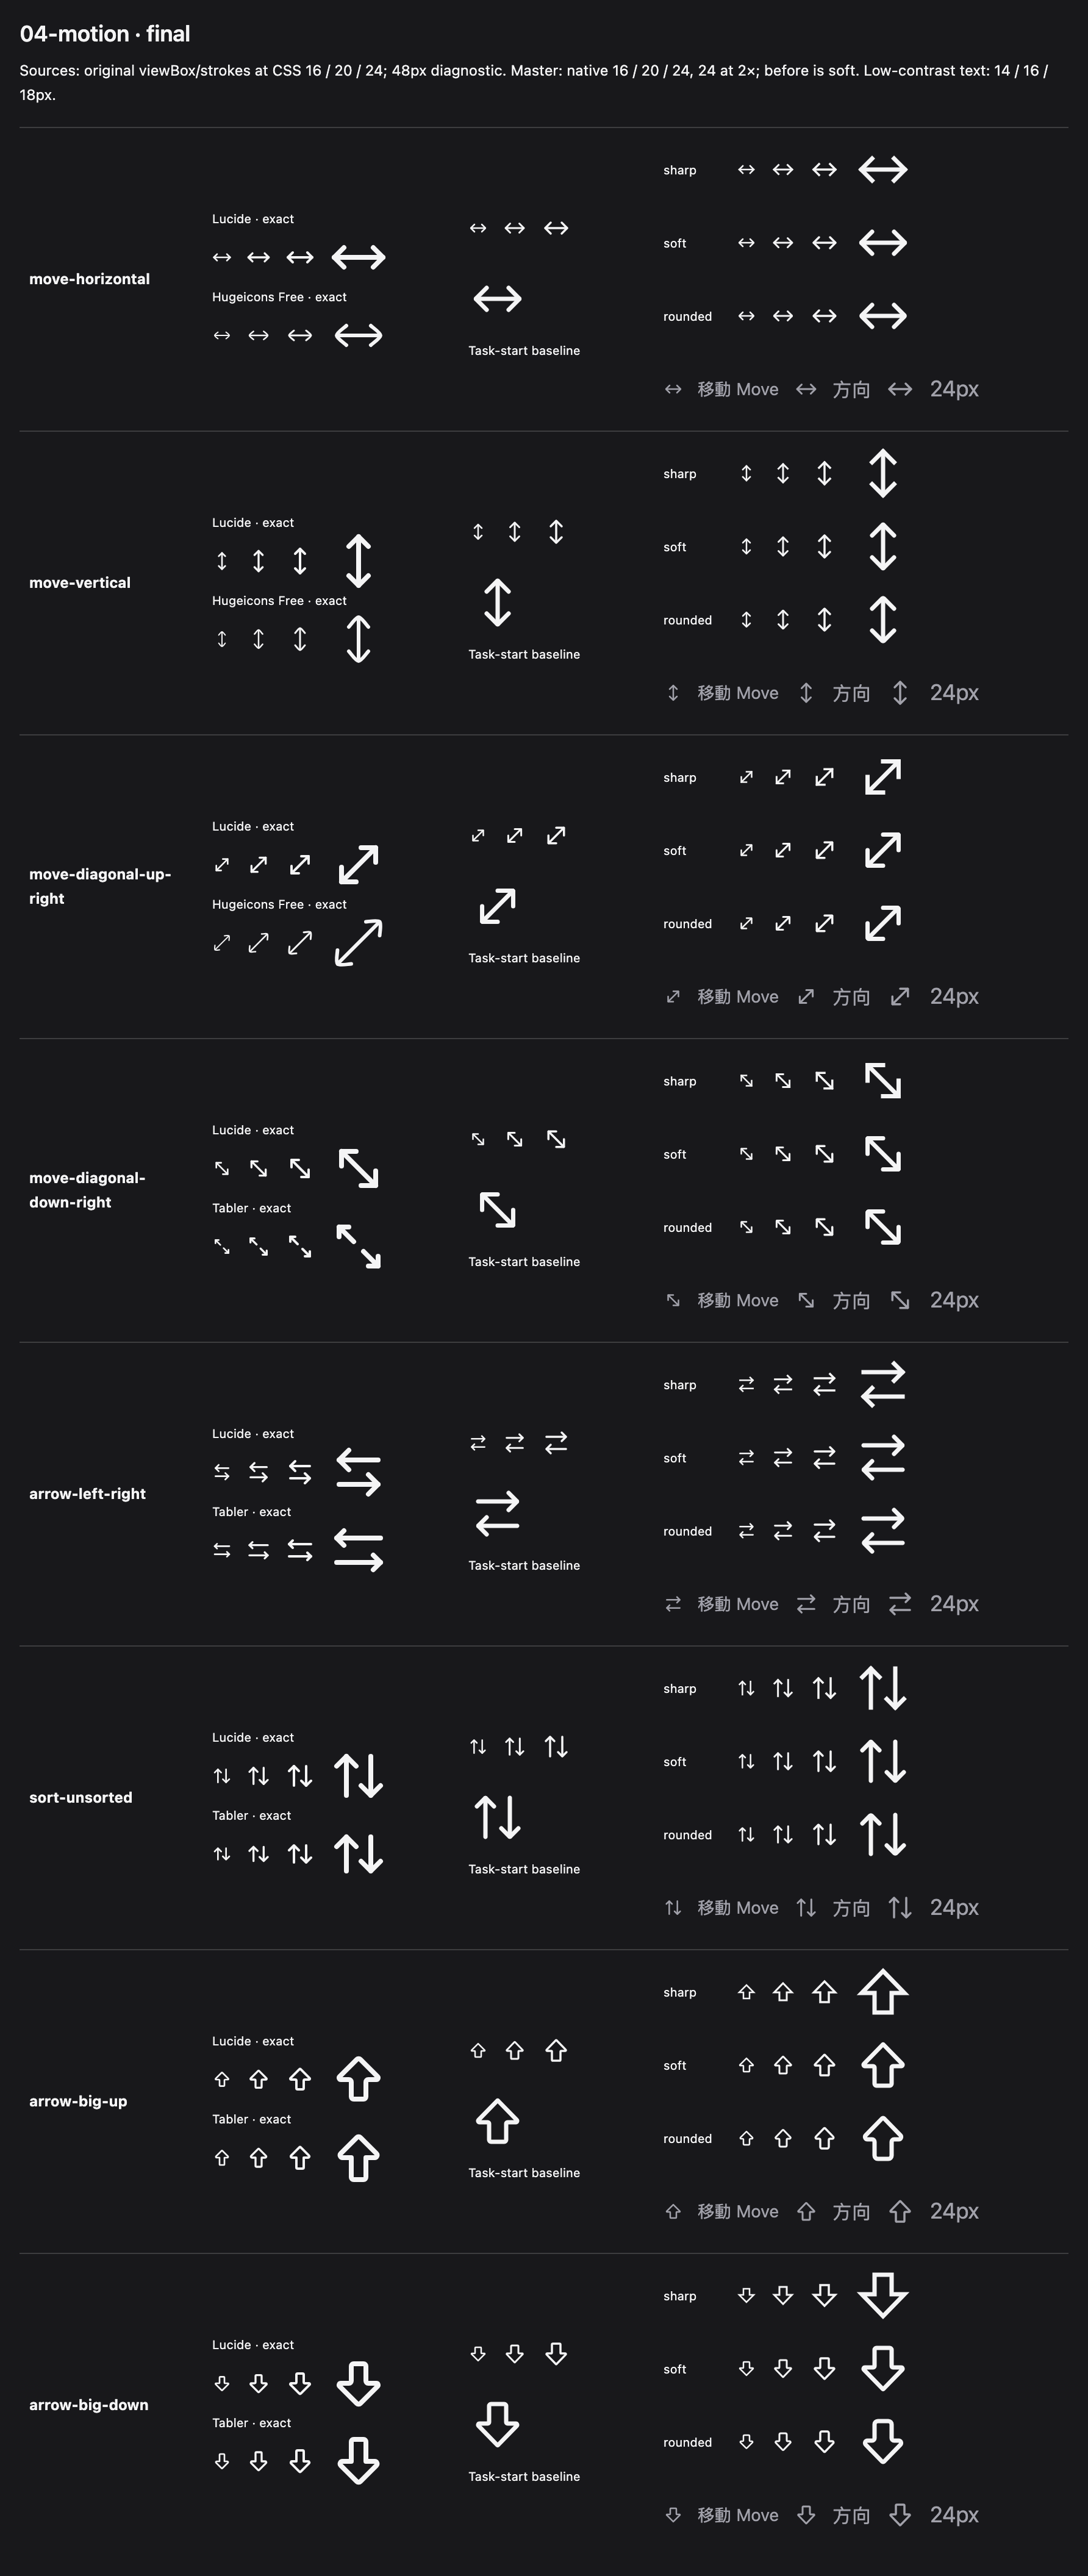 04-motion · final
Sources: original viewBox/strokes at CSS 16 / 20 / 24; 48px diagnostic. Master: native 16 / 20 / 24, 24 at 2×; before is soft. Low-contrast text: 14 / 16 /
18px.
move-horizontal
Lucide · exact
Hugeicons Free · exact
Task-start baseline
sharp
soft
rounded
移動 Move 方向 24px
move-vertical
Lucide · exact
Hugeicons Free · exact
Task-start baseline
sharp
soft
rounded
移動 Move 方向 24px
move-diagonal-up-
right
Lucide · exact
Hugeicons Free · exact
Task-start baseline
sharp
soft
rounded
移動 Move 方向 24px
move-diagonal-
down-right
Lucide · exact
Tabler · exact
Task-start baseline
sharp
soft
rounded
移動 Move 方向 24px
arrow-left-right
Lucide · exact
Tabler · exact
Task-start baseline
sharp
soft
rounded
移動 Move 方向 24px
sort-unsorted
Lucide · exact
Tabler · exact
Task-start baseline
sharp
soft
rounded
移動 Move 方向 24px
arrow-big-up
Lucide · exact
Tabler · exact
Task-start baseline
sharp
soft
rounded
移動 Move 方向 24px
arrow-big-down
Lucide · exact
Tabler · exact
Task-start baseline
sharp
soft
rounded
移動 Move 方向 24px